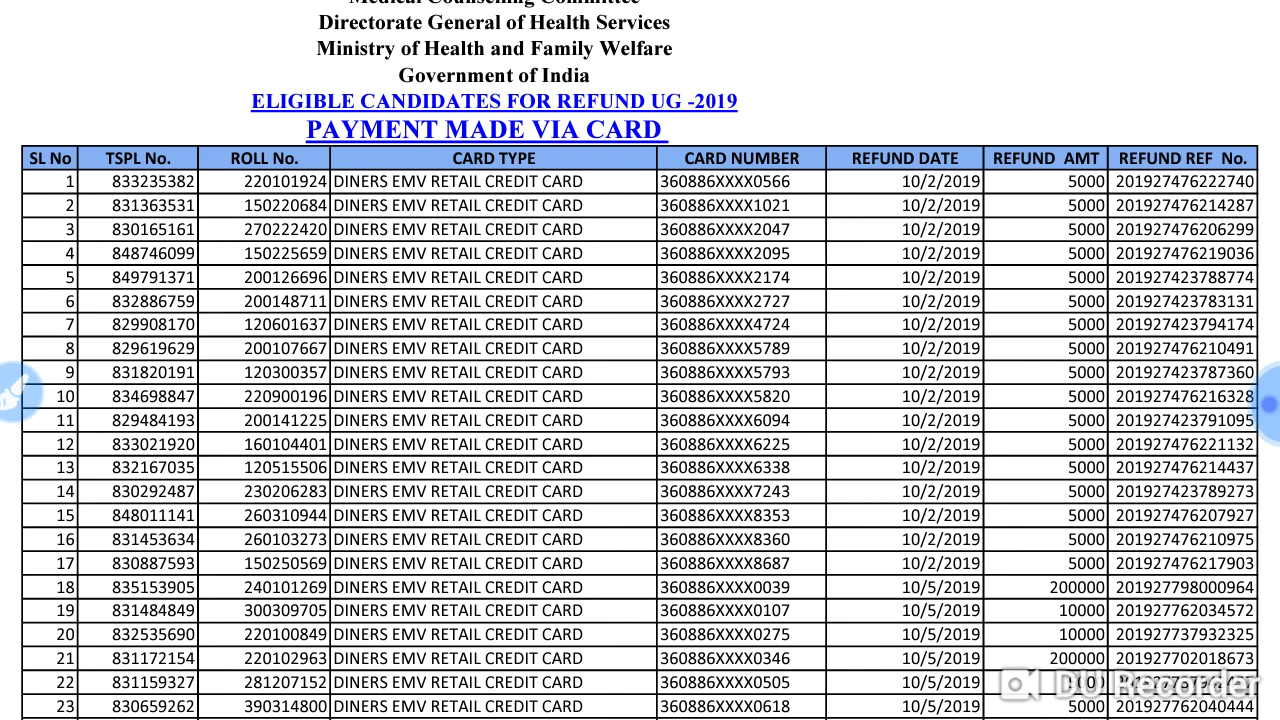 Medical Counselling Committee
Directorate General of Health Services
Ministry of Health and Family Welfare
Government of India
ELIGIBLE CANDIDATES FOR REFUND UG -2019
PAYMENT MADE VIA CARD
SL No TSPL No. ROLL No. CARD TYPE CARD NUMBER REFUND DATE REFUND AMT REFUND REF No.
1 833235382 220101924 DINERS EMV RETAIL CREDIT CARD 360886XXXX0566 10/2/2019 5000 201927476222740
2 831363531 150220684 DINERS EMV RETAIL CREDIT CARD 360886XXXX1021 10/2/2019 5000 201927476214287
3 830165161 270222420 DINERS EMV RETAIL CREDIT CARD 360886XXXX2047 10/2/2019 5000 201927476206299
4 848746099 150225659 DINERS EMV RETAIL CREDIT CARD 360886XXXX2095 10/2/2019 5000 201927476219036
5 849791371 200126696 DINERS EMV RETAIL CREDIT CARD 360886XXXX2174 10/2/2019 5000 201927423788774
6 832886759 200148711 DINERS EMV RETAIL CREDIT CARD 360886XXXX2727 10/2/2019 5000 201927423783131
7 829908170 120601637 DINERS EMV RETAIL CREDIT CARD 360886XXXX4724 10/2/2019 5000 201927423794174
8 829619629 200107667 DINERS EMV RETAIL CREDIT CARD 360886XXXX5789 10/2/2019 5000 201927476210491
9 831820191 120300357 DINERS EMV RETAIL CREDIT CARD 360886XXXX5793 10/2/2019 5000 201927423787360
10 834698847 220900196 DINERS EMV RETAIL CREDIT CARD 360886XXXX5820 10/2/2019 5000 201927476216328
11 829484193 200141225 DINERS EMV RETAIL CREDIT CARD 360886XXXX6094 10/2/2019 5000 201927423791095
12 833021920 160104401 DINERS EMV RETAIL CREDIT CARD 360886XXXX6225 10/2/2019 5000 201927476221132
13 832167035 120515506 DINERS EMV RETAIL CREDIT CARD 360886XXXX6338 10/2/2019 5000 201927476214437
14 830292487 230206283 DINERS EMV RETAIL CREDIT CARD 360886XXXX7243 10/2/2019 5000 201927423789273
15 848011141 260310944 DINERS EMV RETAIL CREDIT CARD 360886XXXX8353 10/2/2019 5000 201927476207927
16 831453634 260103273 DINERS EMV RETAIL CREDIT CARD 360886XXXX8360 10/2/2019 5000 201927476210975
17 830887593 150250569 DINERS EMV RETAIL CREDIT CARD 360886XXXX8687 10/2/2019 5000 201927476217903
18 835153905 240101269 DINERS EMV RETAIL CREDIT CARD 360886XXXX0039 10/5/2019 200000 201927798000964
19 831484849 300309705 DINERS EMV RETAIL CREDIT CARD 360886XXXX0107 10/5/2019 10000 201927762034572
20 832535690 220100849 DINERS EMV RETAIL CREDIT CARD 360886XXXX0275 10/5/2019 10000 201927737932325
21 831172154 220102963 DINERS EMV RETAIL CREDIT CARD 360886XXXX0346 10/5/2019 200000 201927702018673
22 831159327 281207152 DINERS EMV RETAIL CREDIT CARD 360886XXXX0505 10/5/2019
DU Recorder
23 830659262 390314800 DINERS EMV RETAIL CREDIT CARD 360886XXXX0618 10/5/2019 5000 201927762040444